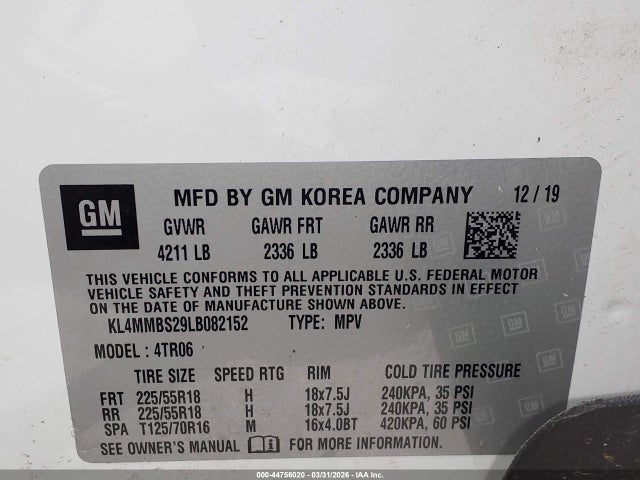 GM MFD BY GM KOREA COMPANY 12/19
GVWR GAWR FRT GAWR RR
4211 LB 2336 LB 2336 LB
THIS VEHICLE CONFORMS TO ALL APPLICABLE U.S. FEDERAL MOTOR
VEHICLE SAFETY AND THEFT PREVENTION STANDARDS IN EFFECT
ON THE DATE OF MANUFACTURE SHOWN ABOVE.
KL4MMBS29LB082152 TYPE: MPV
MODEL: 4TR06
TIRE SIZE SPEED RTG RIM COLD TIRE PRESSURE
FRT 225/55R18 H 18x7.5J 240KPA, 35 PSI
RR 225/55R18 H 18x7.5J 240KPA, 35 PSI
SPA T125/70R16 M 16x4.0BT 420KPA, 60 PSI
SEE OWNER'S MANUAL FOR MORE INFORMATION.
000-44756020 - 03/31/2026 - IAAI.COM